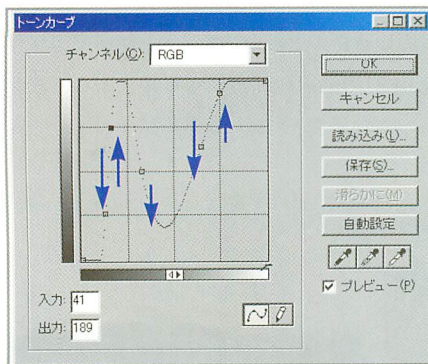 トーンカーブ
チャンネル(C): RGB
OK
キャンセル
読み込み(L)...
保存(S)...
滑らかに(M)
自動設定
プレビュー(P)
入力: 41
出力: 189